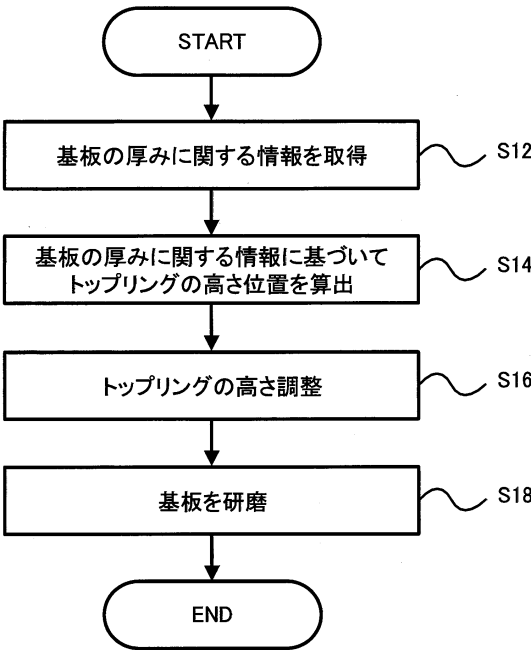 START
基板の厚みに関する情報を取得
S12
基板の厚みに関する情報に基づいて
トップリングの高さ位置を算出
S14
トップリングの高さ調整
S16
基板を研磨
S18
END